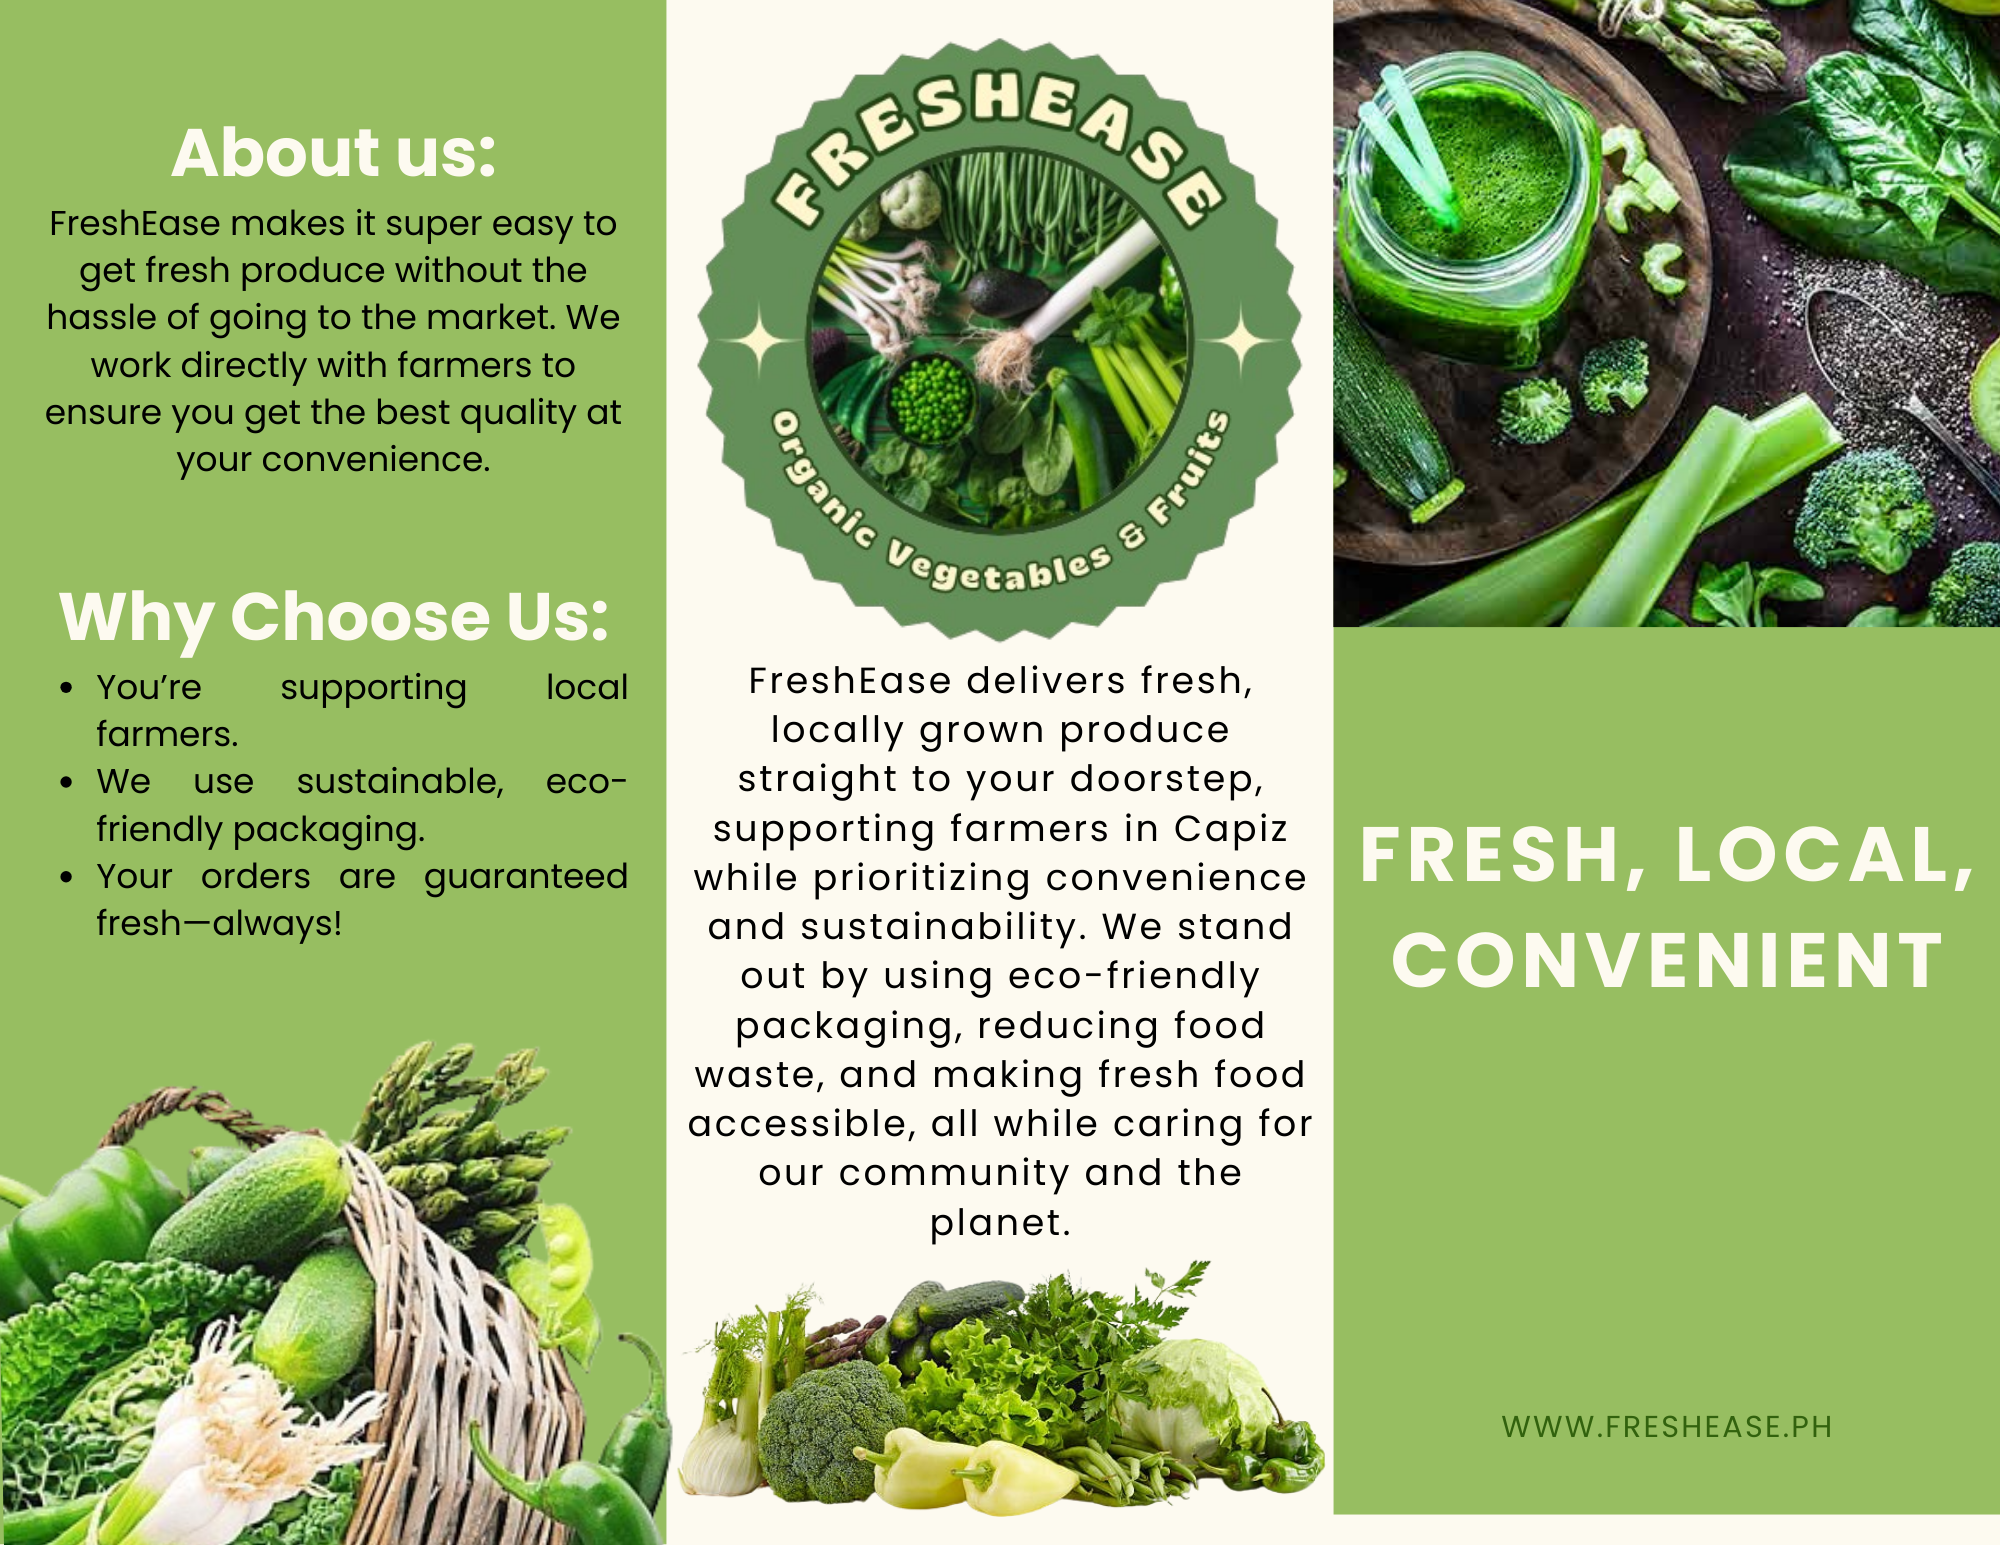 About us:
FreshEase makes it super easy to
get fresh produce without the
hassle of going to the market. We
work directly with farmers to
ensure you get the best quality at
your convenience.
Why Choose Us:
• You’re supporting local
farmers.
• We use sustainable, eco-
friendly packaging.
• Your orders are guaranteed
fresh—always!
FRESHEASE
Organic Vegetables & Fruits
FreshEase delivers fresh,
locally grown produce
straight to your doorstep,
supporting farmers in Capiz
while prioritizing convenience
and sustainability. We stand
out by using eco-friendly
packaging, reducing food
waste, and making fresh food
accessible, all while caring for
our community and the
planet.
FRESH, LOCAL,
CONVENIENT
WWW.FRESHEASE.PH